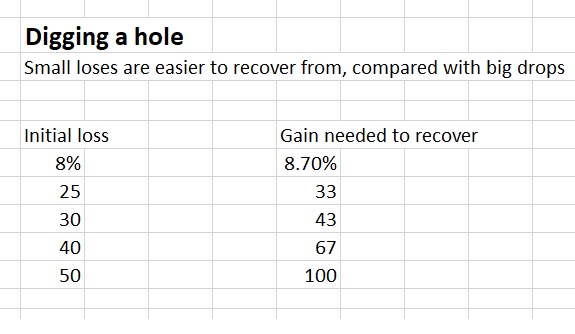 Digging a hole
Small loses are easier to recover from, compared with big drops
Initial loss Gain needed to recover
8% 8.70%
25 33
30 43
40 67
50 100